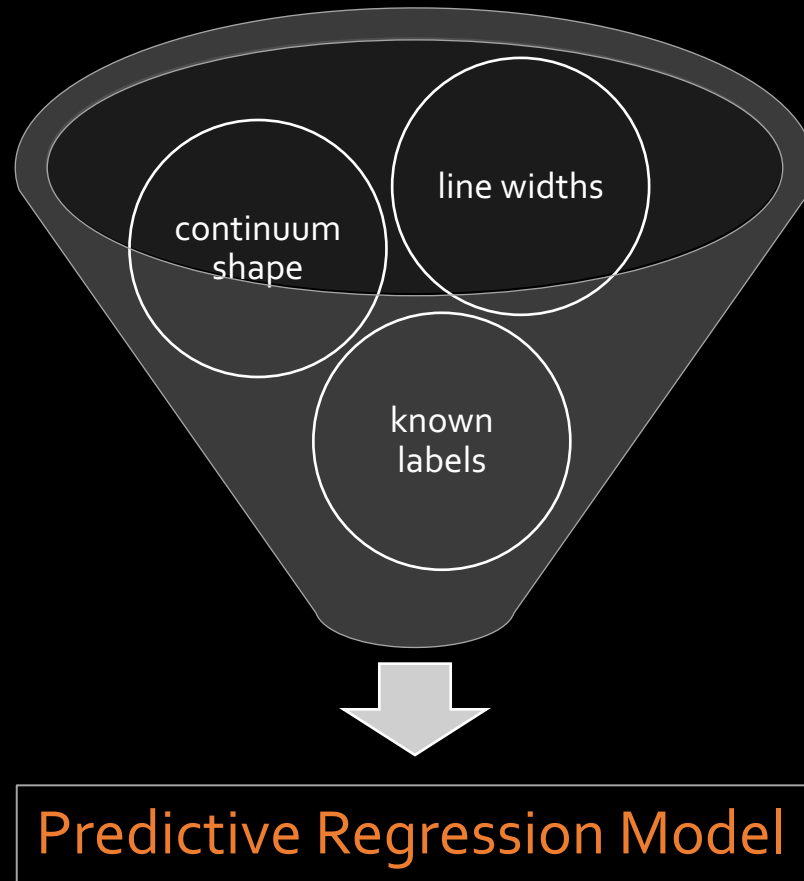 line widths
continuum
shape
known
labels
Predictive Regression Model